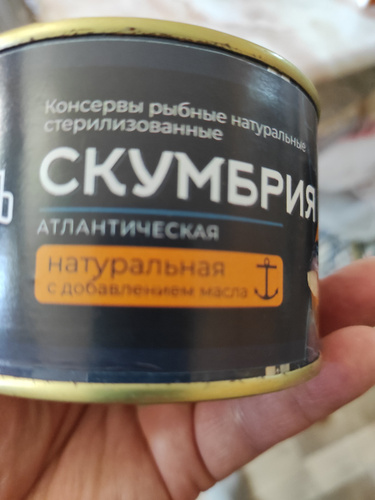 Консервы рыбные натуральные
стерилизованные
СКУМБРИЯ
АТЛАНТИЧЕСКАЯ
натуральная
с добавлением масла